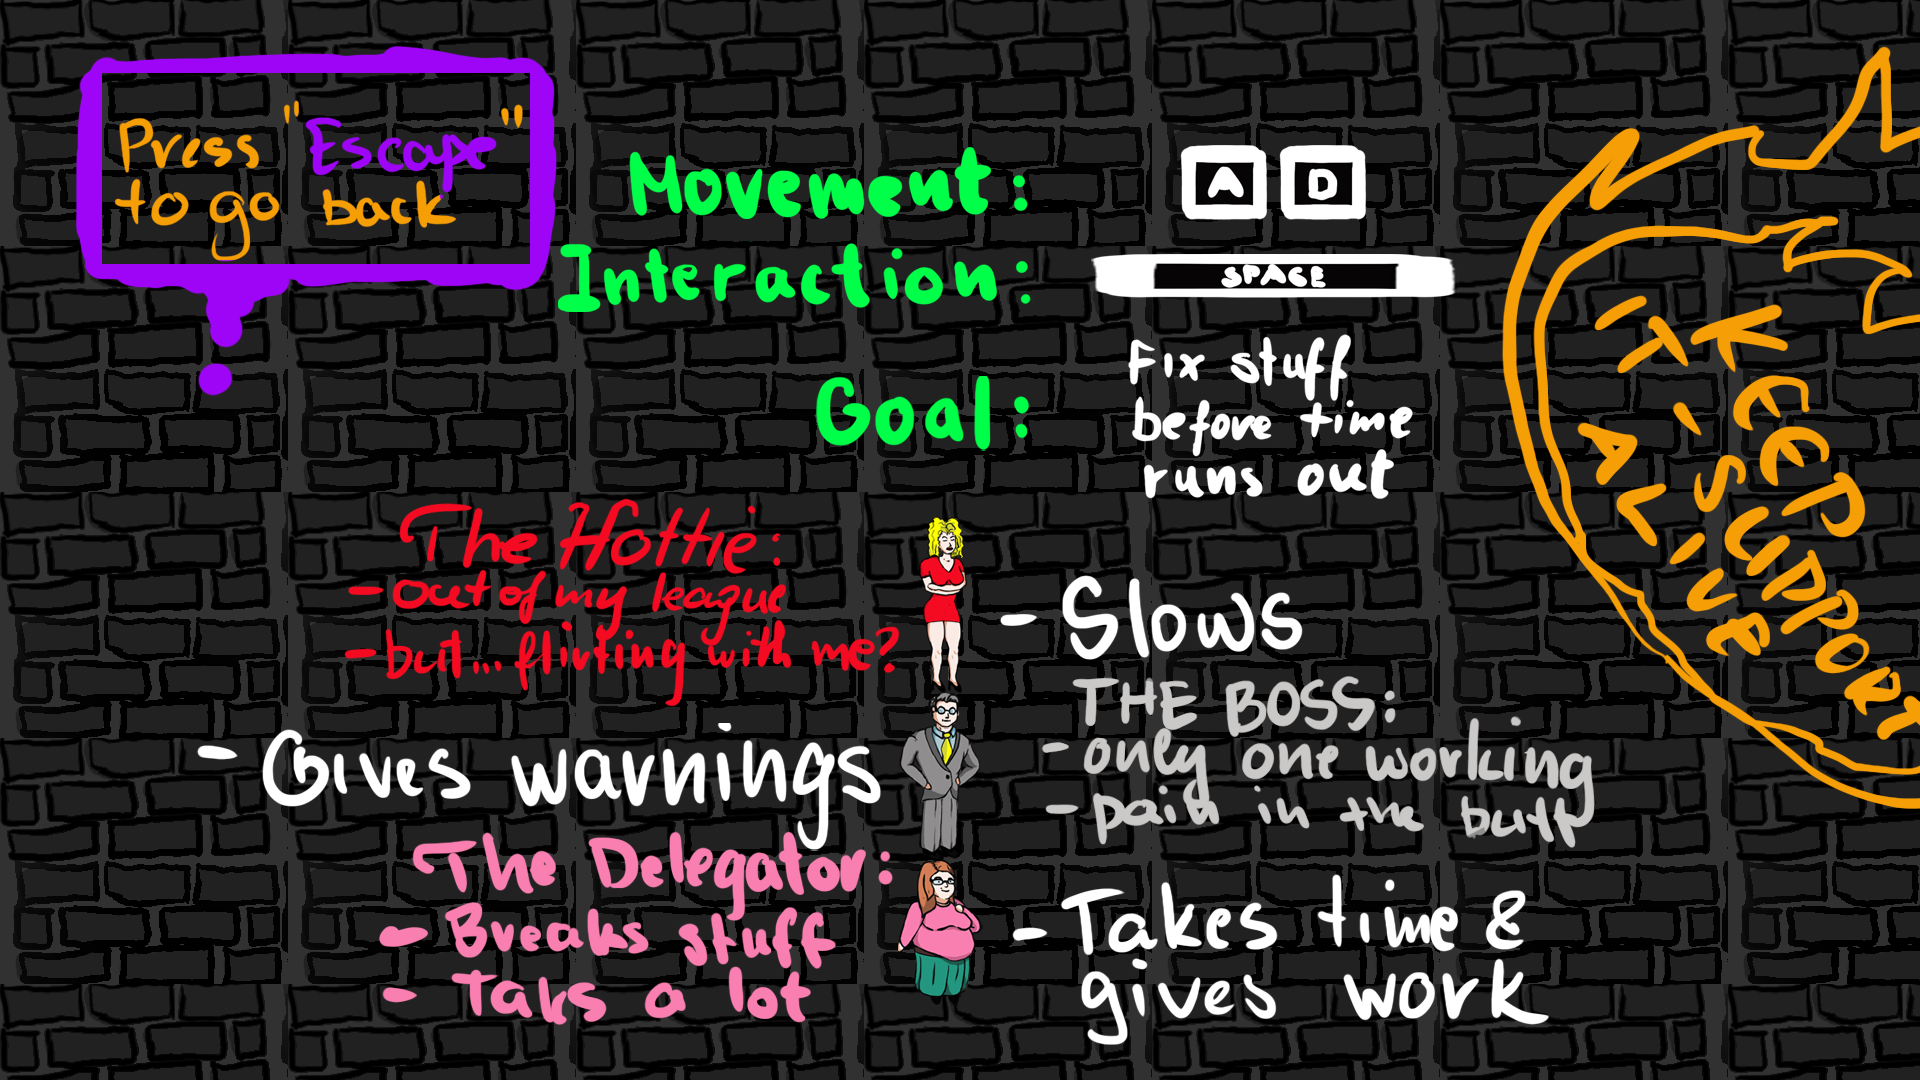 Press "Escape"
to go back
Movement:
A D
Interaction:
SPACE
Goal:
Fix stuff
before time
runs out
The Hottie:
- out of my league
- but... flirting with me?
- Slows
THE BOSS:
- only one working
- pain in the butt
- Gives warnings
The Delegator:
- Breaks stuff
- Talks a lot
- Takes time &
gives work
KEEP
IT-SUPPORT
ALIVE